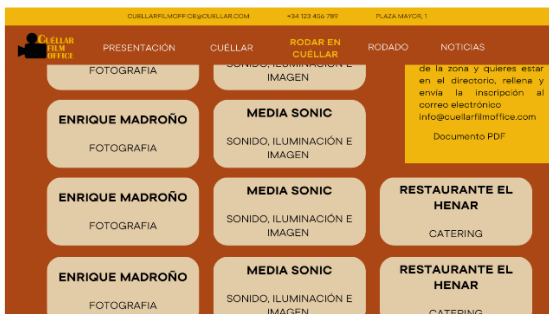 CUELLARFILMOFFICE@CUELLAR.COM
+34 123 456 789
PLAZA MAYOR, 1
CUÉLLAR
FILM
OFFICE
PRESENTACIÓN
CUÉLLAR
RODAR EN
CUÉLLAR
RODADO
NOTICIAS
FOTOGRAFIA
SONIDO, ILUMINACIÓN E
IMAGEN
de la zona y quieres estar
en el directorio, rellena y
envía la inscripción al
correo electrónico
info@cuellarfilmoffice.com
Documento PDF
ENRIQUE MADROÑO
FOTOGRAFIA
MEDIA SONIC
SONIDO, ILUMINACIÓN E
IMAGEN
ENRIQUE MADROÑO
FOTOGRAFIA
MEDIA SONIC
SONIDO, ILUMINACIÓN E
IMAGEN
RESTAURANTE EL
HENAR
CATERING
ENRIQUE MADROÑO
FOTOGRAFIA
MEDIA SONIC
SONIDO, ILUMINACIÓN E
IMAGEN
RESTAURANTE EL
HENAR
CATERING